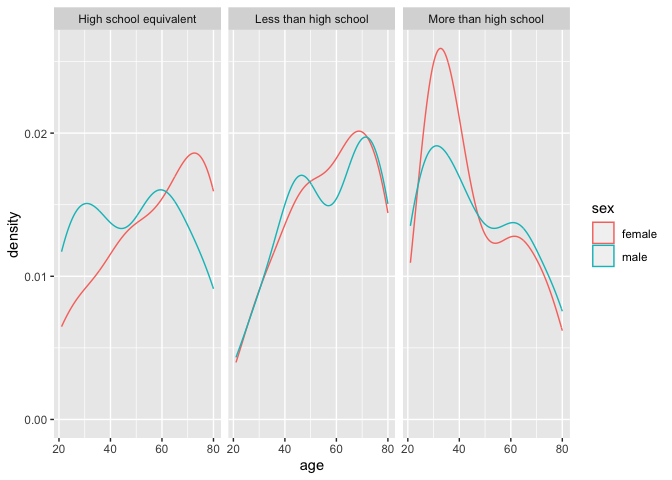 High school equivalent
Less than high school
More than high school
density
0.02
0.01
0.00
20 40 60 80
20 40 60 80
20 40 60 80
age
sex
female
male